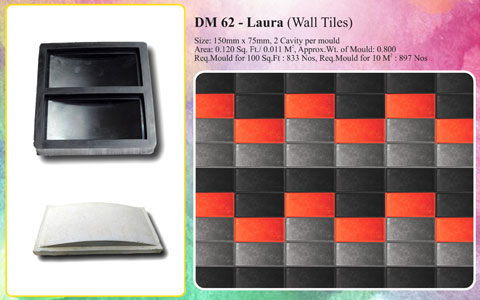 DM 62 - Laura (Wall Tiles)
Size: 150mm x 75mm, 2 Cavity per mould
Area: 0.120 Sq. Ft./ 0.011 M², Approx.Wt. of Mould: 0.800
Req.Mould for 100 Sq.Ft : 833 Nos, Req.Mould for 10 M² : 897 Nos